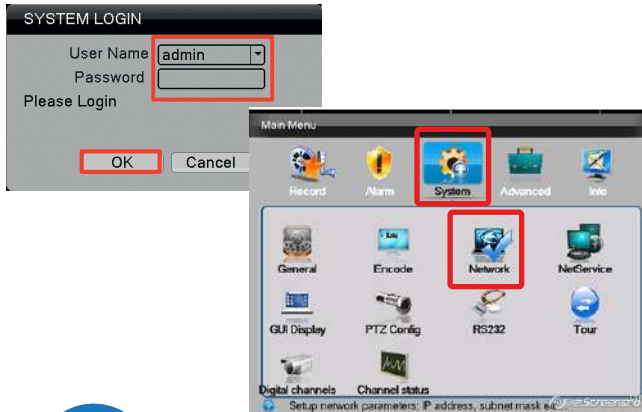 SYSTEM LOGIN
User Name admin
Password
Please Login
OK Cancel
Main Menu
Record Alarm System Advanced Info
General Encode Network NetService
GUI Display PTZ Config RS232 Tour
Digital channels Channel status
Setup network parameters: IP address, subnet mask etc